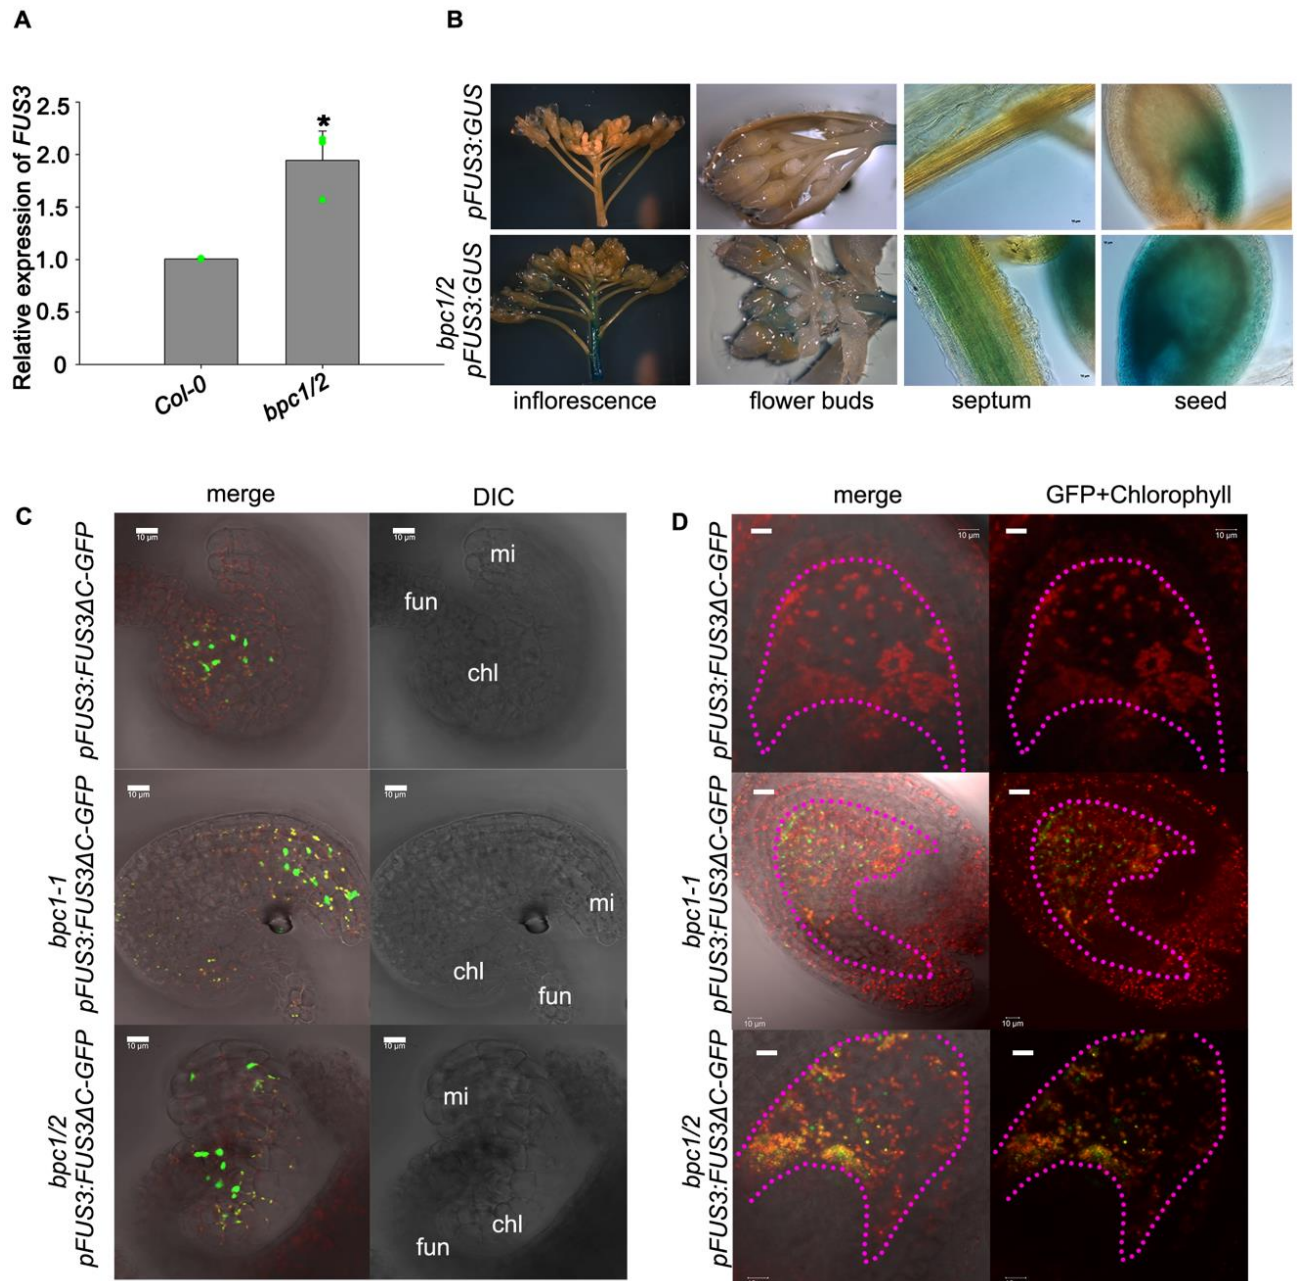 A
B
Relative expression of FUS3
2.5
2.0
1.5
1.0
0.5
0
*
Col-0
bpc1/2
pFUS3:GUS
bpc1/2
pFUS3:GUS
inflorescence
flower buds
septum
seed
C
merge
DIC
pFUS3:FUS3ΔC-GFP
10 µm
mi
fun
chl
10 µm
bpc1-1
pFUS3:FUS3ΔC-GFP
10 µm
mi
chl
fun
10 µm
bpc1/2
pFUS3:FUS3ΔC-GFP
10 µm
mi
chl
fun
10 µm
D
merge
GFP+Chlorophyll
pFUS3:FUS3ΔC-GFP
10 µm
10 µm
bpc1-1
pFUS3:FUS3ΔC-GFP
10 µm
10 µm
bpc1/2
pFUS3:FUS3ΔC-GFP